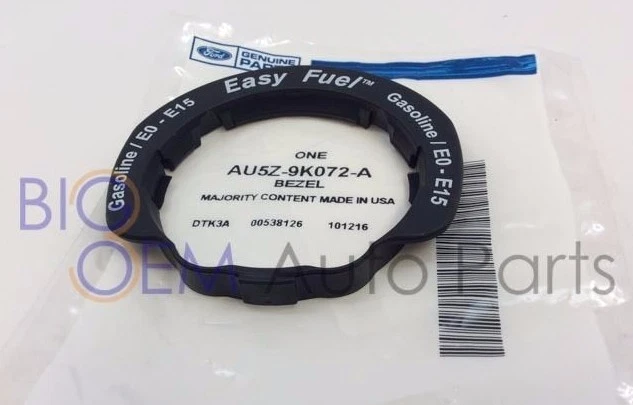 Ford
GENUINE
PARTS
Easy Fuel™
Gasoline / E0 - E15
Gasoline / E0 - E15
ONE
AU5Z-9K072-A
BEZEL
MAJORITY CONTENT MADE IN USA
DTK3A 00538126 101216
BIG
OEM Auto Parts